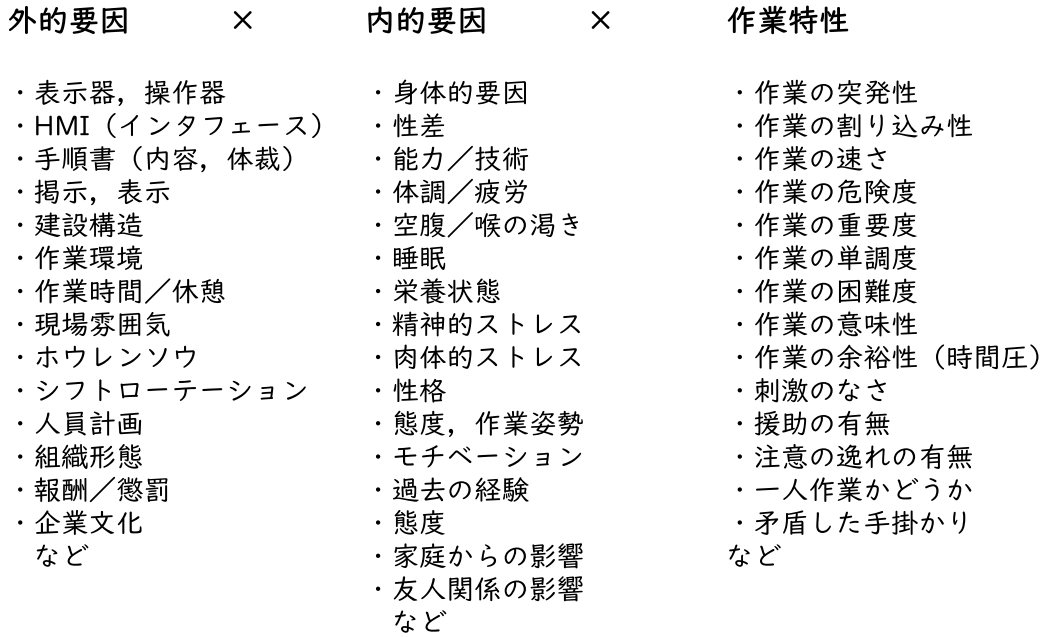 外的要因 ×
・表示器，操作器
・HMI（インタフェース）
・手順書（内容，体裁）
・掲示，表示
・建設構造
・作業環境
・作業時間／休憩
・現場雰囲気
・ホウレンソウ
・シフトローテーション
・人員計画
・組織形態
・報酬／懲罰
・企業文化
など
内的要因 ×
・身体的要因
・性差
・能力／技術
・体調／疲労
・空腹／喉の渇き
・睡眠
・栄養状態
・精神的ストレス
・肉体的ストレス
・性格
・態度，作業姿勢
・モチベーション
・過去の経験
・態度
・家庭からの影響
・友人関係の影響
など
作業特性
・作業の突発性
・作業の割り込み性
・作業の速さ
・作業の危険度
・作業の重要度
・作業の単調度
・作業の困難度
・作業の意味性
・作業の余裕性（時間圧）
・刺激のなさ
・援助の有無
・注意の逸れの有無
・一人作業かどうか
・矛盾した手掛かり
など